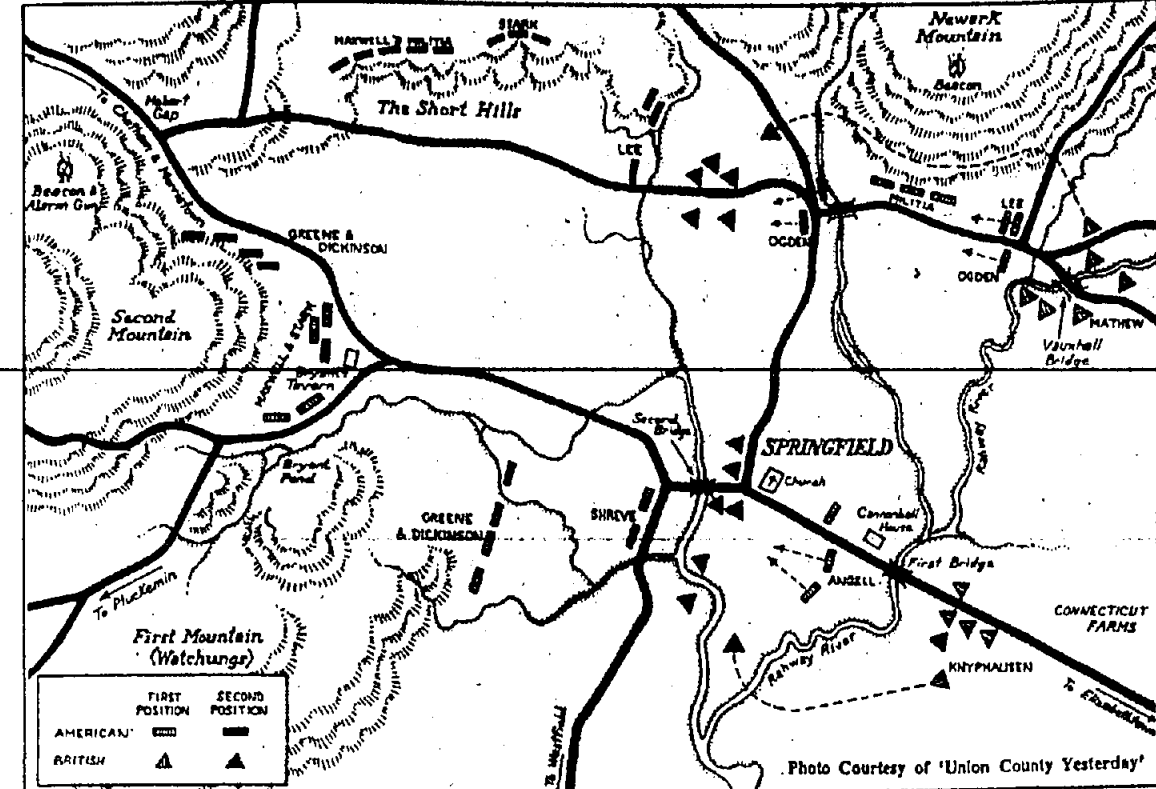 STARK
MAXWELL'S MILITIA
Newark
Mountain
Beacon
The Short Hills
To Chatham & Morristown
Hobart
Gap
LEE
Beacon &
Alarm Gun
MILITIA
LEE
OGDEN
OGDEN
GREENE &
DICKINSON
Second
Mountain
MAXWELL & STARK
Bryant's
Tavern
MATHEW
Vauxhall
Bridge
Rahway River
Second
Bridge
SPRINGFIELD
Church
Cannonball
House
Bryant
Pond
GREENE
& DICKINSON
SHREVE
ANGELL
First Bridge
To Pluckemin
CONNECTICUT
FARMS
First Mountain
(Watchungs)
Rahway River
KNYPHAUSEN
To Elizabethtown
To Westfield
FIRST
POSITION
SECOND
POSITION
AMERICAN
BRITISH
Photo Courtesy of 'Union County Yesterday'